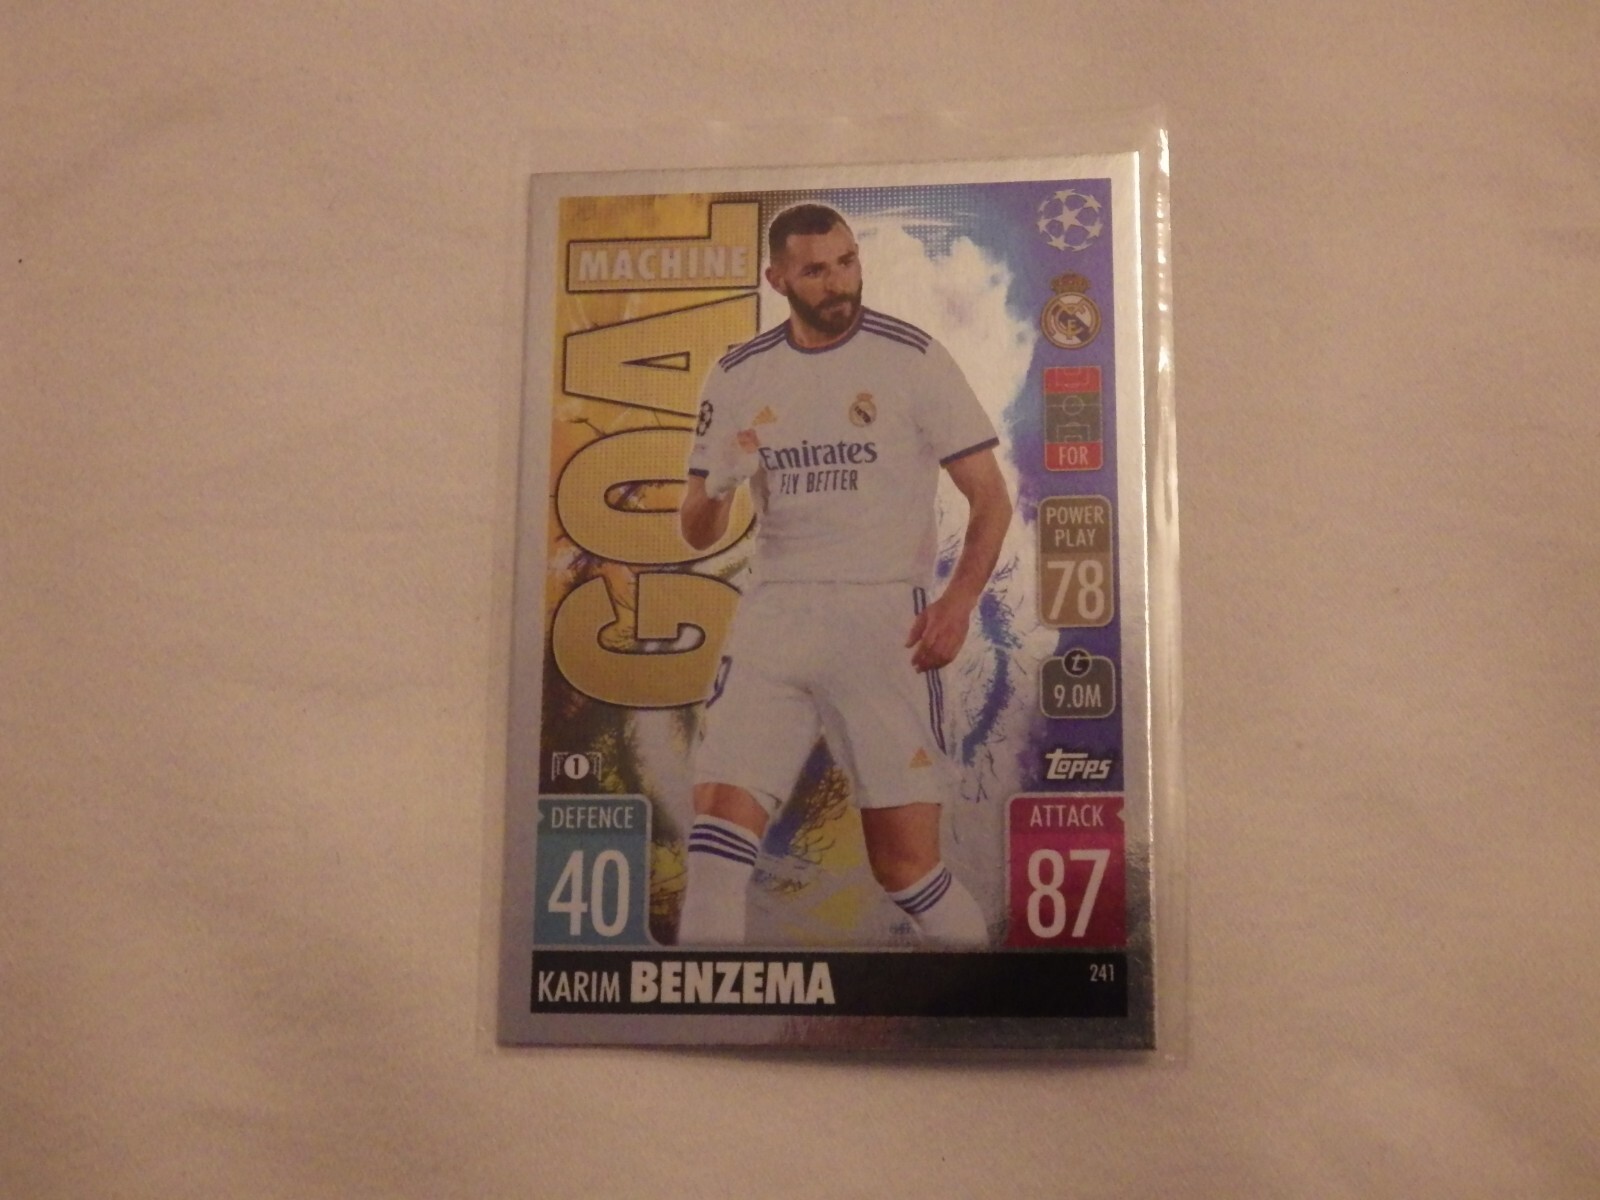 GOAL
MACHINE
Emirates
FLY BETTER
FOR
POWER
PLAY
78
t
9.0M
topps
1
DEFENCE
40
ATTACK
87
KARIM BENZEMA
241